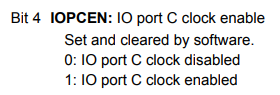 Bit 4 IOPCEN: IO port C clock enable
Set and cleared by software.
0: IO port C clock disabled
1: IO port C clock enabled